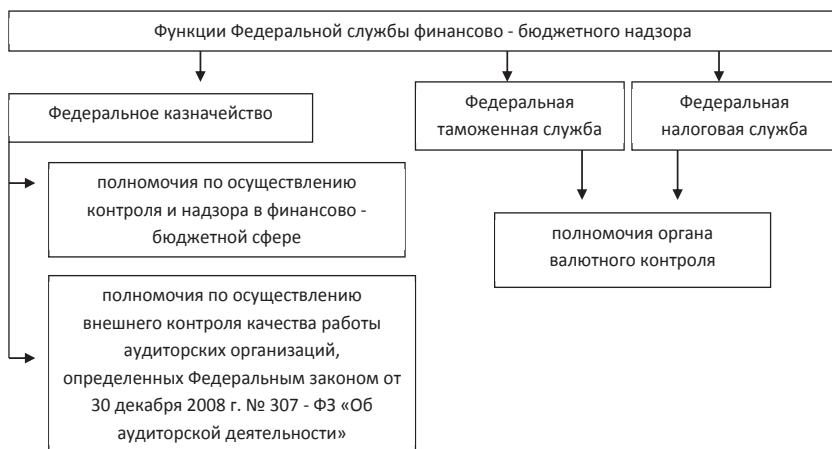 Функции Федеральной службы финансово - бюджетного надзора
Федеральное казначейство
Федеральная
таможенная служба
Федеральная
налоговая служба
полномочия по осуществлению
контроля и надзора в финансово -
бюджетной сфере
полномочия органа
валютного контроля
полномочия по осуществлению
внешнего контроля качества работы
аудиторских организаций,
определенных Федеральным законом от
30 декабря 2008 г. № 307 - ФЗ «Об
аудиторской деятельности»